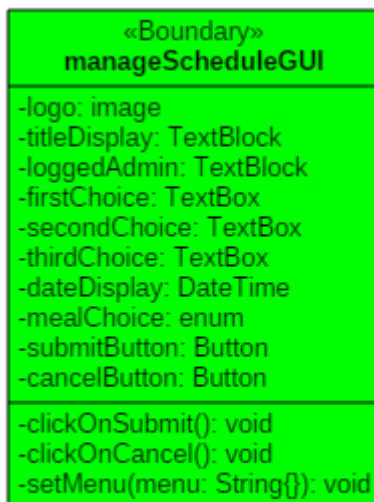 «Boundary»
manageScheduleGUI
-logo: image
-titleDisplay: TextBlock
-loggedAdmin: TextBlock
-firstChoice: TextBox
-secondChoice: TextBox
-thirdChoice: TextBox
-dateDisplay: DateTime
-mealChoice: enum
-submitButton: Button
-cancelButton: Button
-clickOnSubmit(): void
-clickOnCancel(): void
-setMenu(menu: String{}): void